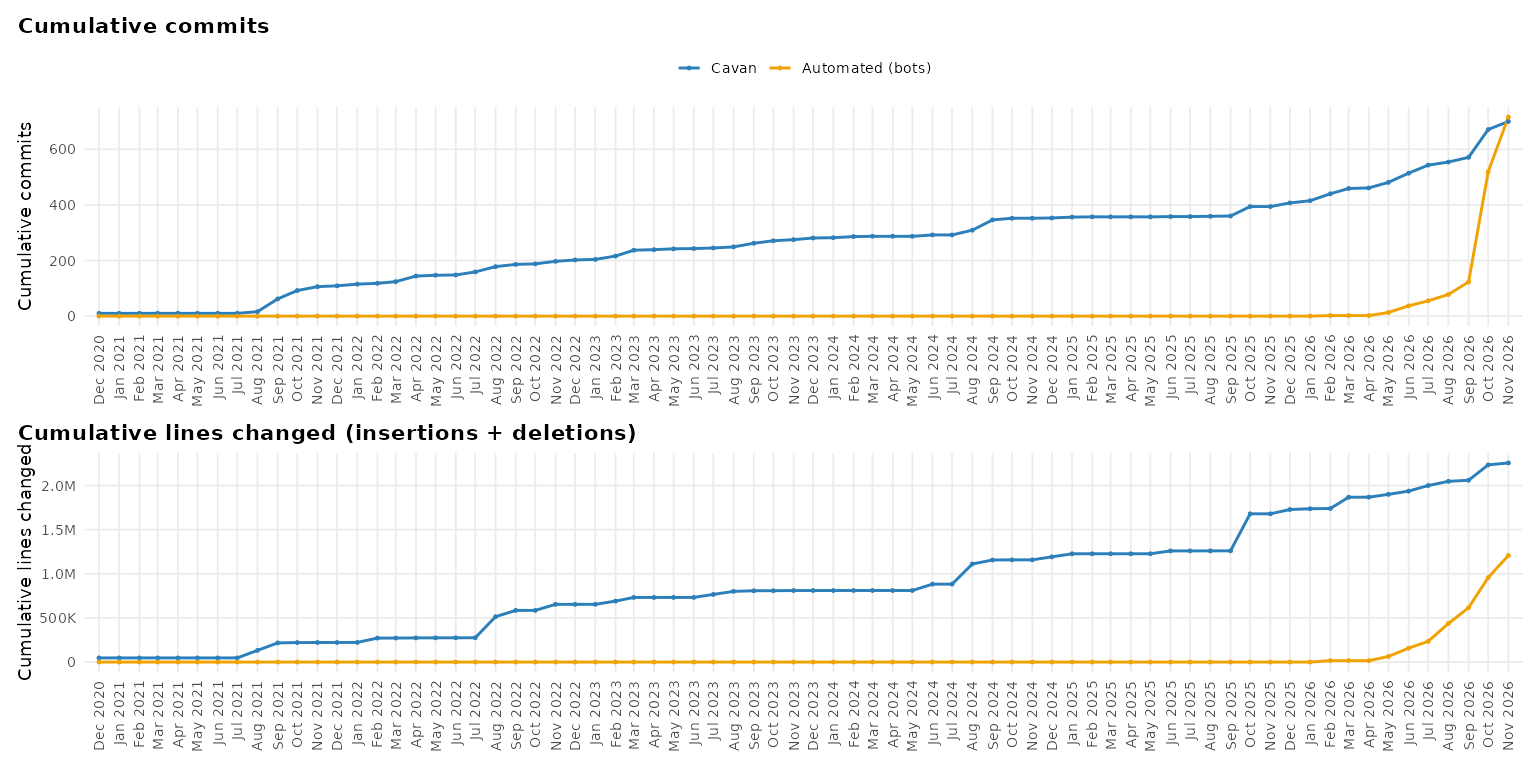 Cumulative commits
Cavan
Automated (bots)
Cumulative commits
600
400
200
0
Dec 2020
Jan 2021
Feb 2021
Mar 2021
Apr 2021
May 2021
Jun 2021
Jul 2021
Aug 2021
Sep 2021
Oct 2021
Nov 2021
Dec 2021
Jan 2022
Feb 2022
Mar 2022
Apr 2022
May 2022
Jun 2022
Jul 2022
Aug 2022
Sep 2022
Oct 2022
Nov 2022
Dec 2022
Jan 2023
Feb 2023
Mar 2023
Apr 2023
May 2023
Jun 2023
Jul 2023
Aug 2023
Sep 2023
Oct 2023
Nov 2023
Dec 2023
Jan 2024
Feb 2024
Mar 2024
Apr 2024
May 2024
Jun 2024
Jul 2024
Aug 2024
Sep 2024
Oct 2024
Nov 2024
Dec 2024
Jan 2025
Feb 2025
Mar 2025
Apr 2025
May 2025
Jun 2025
Jul 2025
Aug 2025
Sep 2025
Oct 2025
Nov 2025
Dec 2025
Jan 2026
Feb 2026
Mar 2026
Apr 2026
May 2026
Jun 2026
Jul 2026
Aug 2026
Sep 2026
Oct 2026
Nov 2026
Cumulative lines changed (insertions + deletions)
Cumulative lines changed
2.0M
1.5M
1.0M
500K
0
Dec 2020
Jan 2021
Feb 2021
Mar 2021
Apr 2021
May 2021
Jun 2021
Jul 2021
Aug 2021
Sep 2021
Oct 2021
Nov 2021
Dec 2021
Jan 2022
Feb 2022
Mar 2022
Apr 2022
May 2022
Jun 2022
Jul 2022
Aug 2022
Sep 2022
Oct 2022
Nov 2022
Dec 2022
Jan 2023
Feb 2023
Mar 2023
Apr 2023
May 2023
Jun 2023
Jul 2023
Aug 2023
Sep 2023
Oct 2023
Nov 2023
Dec 2023
Jan 2024
Feb 2024
Mar 2024
Apr 2024
May 2024
Jun 2024
Jul 2024
Aug 2024
Sep 2024
Oct 2024
Nov 2024
Dec 2024
Jan 2025
Feb 2025
Mar 2025
Apr 2025
May 2025
Jun 2025
Jul 2025
Aug 2025
Sep 2025
Oct 2025
Nov 2025
Dec 2025
Jan 2026
Feb 2026
Mar 2026
Apr 2026
May 2026
Jun 2026
Jul 2026
Aug 2026
Sep 2026
Oct 2026
Nov 2026